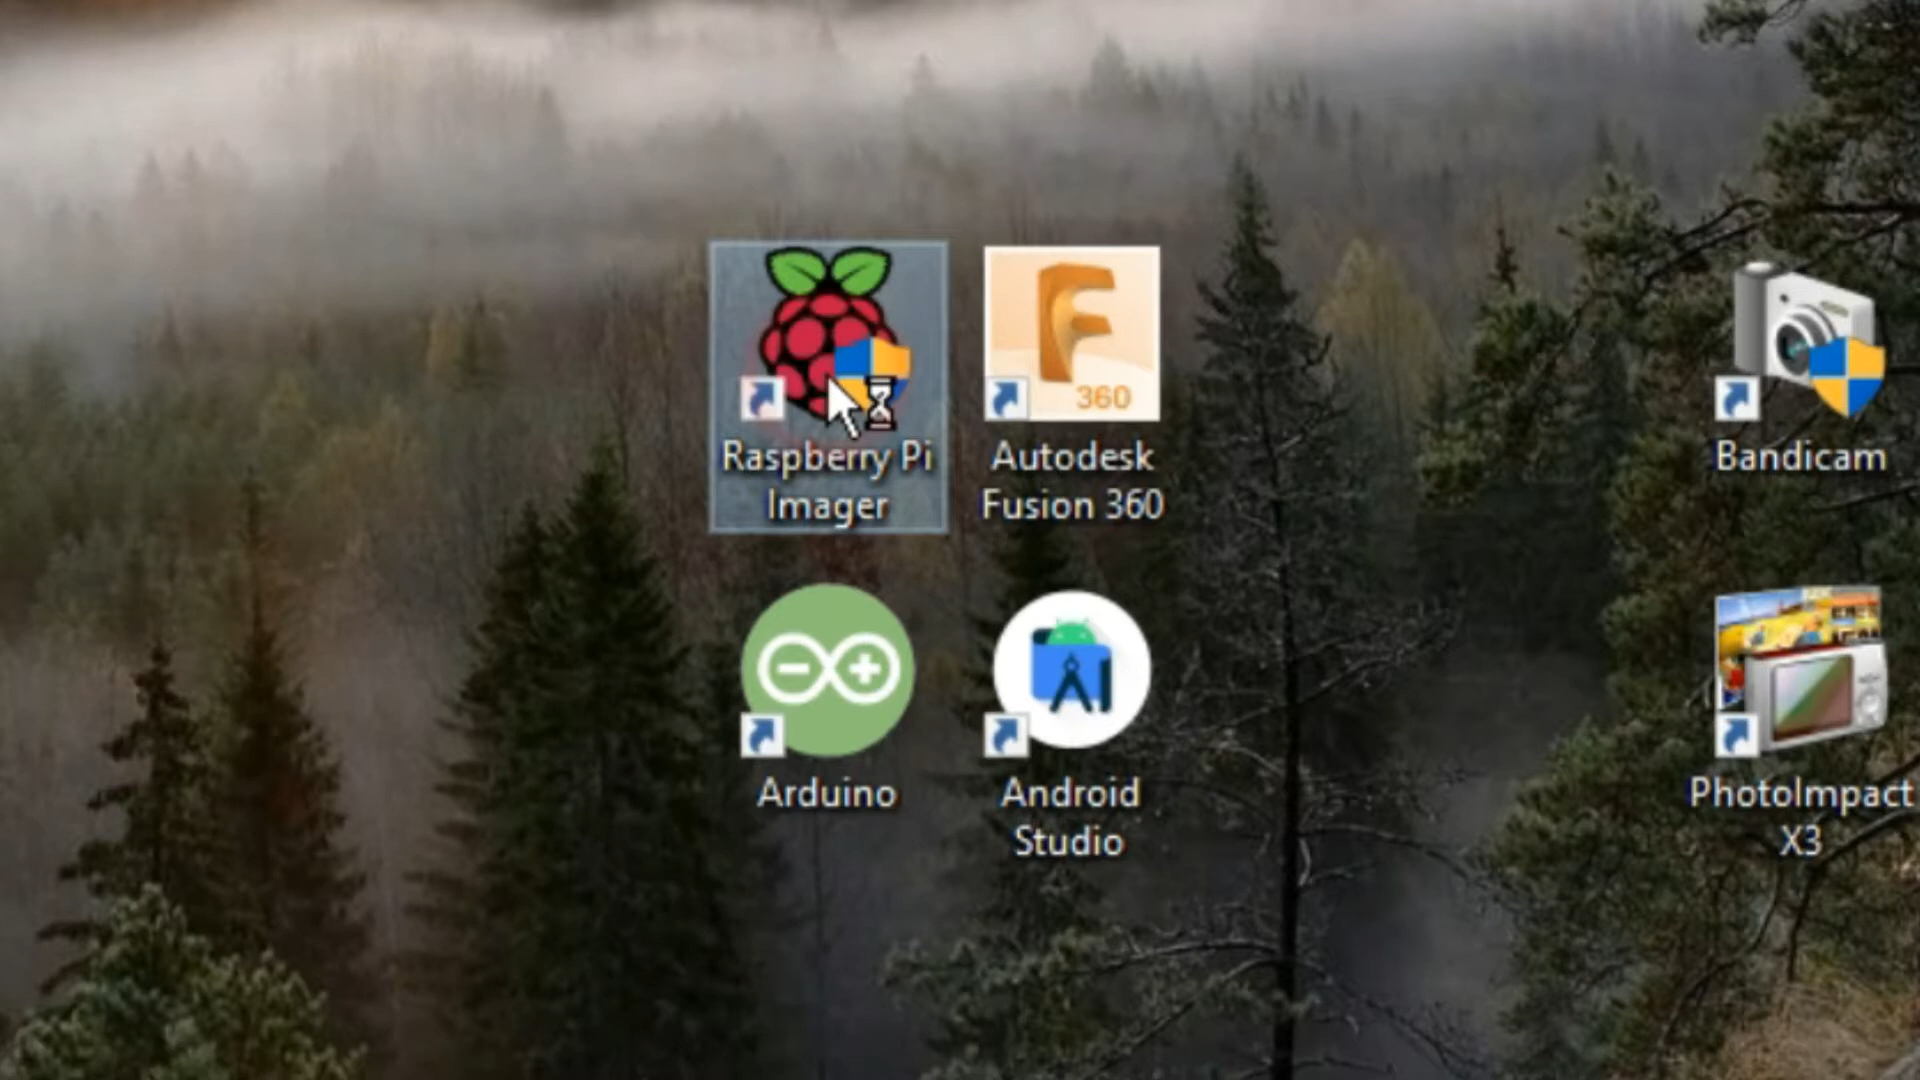 360
Raspberry Pi
Imager
Autodesk
Fusion 360
Bandicam
Arduino
Android
Studio
PhotoImpact
X3